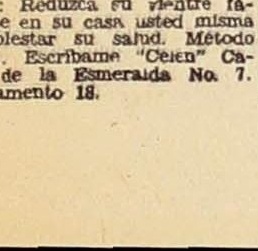 : Reduzca su vientre fa-
e en su casa usted misma
olestar su salud. Método
. Escríbame "Celen" Ca-
de la Esmeralda No. 7.
amento 18.